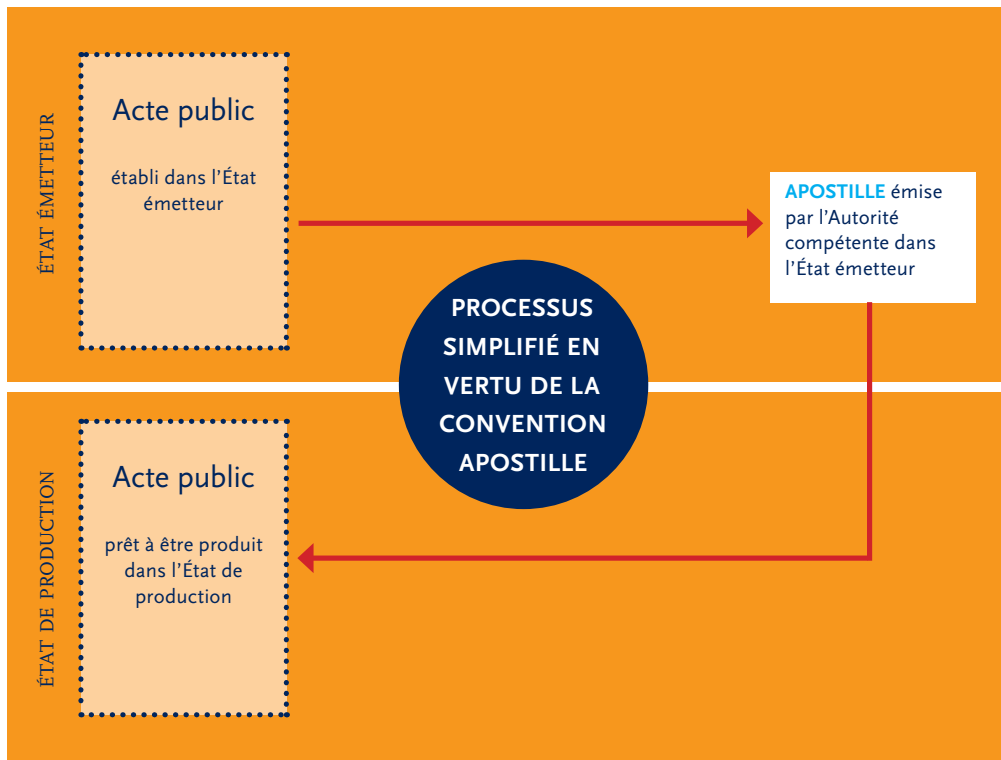 ÉTAT ÉMETTEUR
Acte public
établi dans l'État
émetteur
APOSTILLE émise
par l'Autorité
compétente dans
l'État émetteur
PROCESSUS
SIMPLIFIÉ EN
VERTU DE LA
CONVENTION
APOSTILLE
ÉTAT DE PRODUCTION
Acte public
prêt à être produit
dans l'État de
production